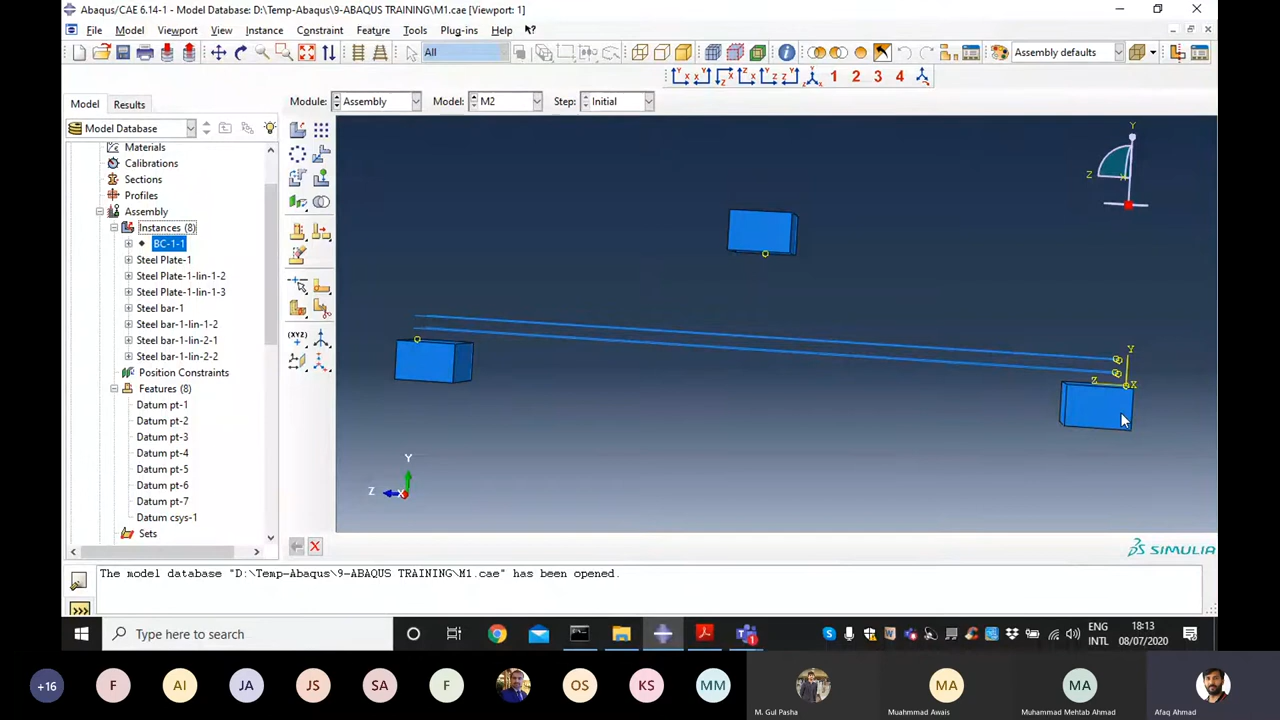 Abaqus/CAE 6.14-1 - Model Database: D:\Temp-Abaqus\9-ABAQUS TRAINING\M1.cae [Viewport: 1]
File Model Viewport View Instance Constraint Feature Tools Plug-ins Help
All
Assembly defaults
1 2 3 4
Model Results
Module: Assembly Model: M2 Step: Initial
Model Database
Materials
Calibrations
Sections
Profiles
Assembly
Instances (8)
BC-1-1
Steel Plate-1
Steel Plate-1-lin-1-2
Steel Plate-1-lin-1-3
Steel bar-1
Steel bar-1-lin-1-2
Steel bar-1-lin-2-1
Steel bar-1-lin-2-2
Position Constraints
Features (8)
Datum pt-1
Datum pt-2
Datum pt-3
Datum pt-4
Datum pt-5
Datum pt-6
Datum pt-7
Datum csys-1
Sets
(XYZ)
Y
Z
X
Y
Z
X
Y
Z
X
SIMULIA
The model database "D:\Temp-Abaqus\9-ABAQUS TRAINING\M1.cae" has been opened.
>>>
Type here to search
ENG
INTL
18:13
08/07/2020
+16 F AI JA JS SA F OS KS MM MA MA
M. Gul Pasha Muahmmad Awais Muhammad Mehtab Ahmad Afaq Ahmad